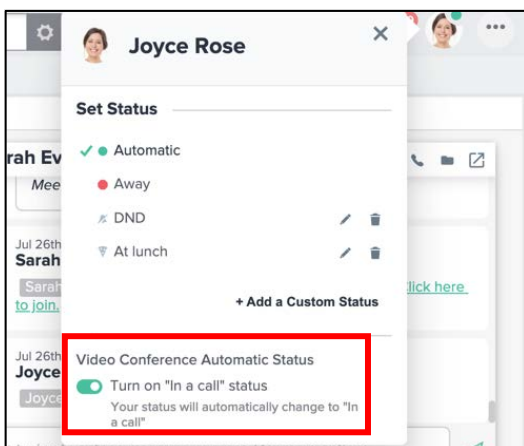 Joyce Rose
Set Status
Automatic
Away
DND
At lunch
+ Add a Custom Status
Video Conference Automatic Status
Turn on "In a call" status
Your status will automatically change to "In
a call"
rah Ev
Mee
Jul 26th
Sarah
Sarah
lick here
to join.
Jul 26th
Joyce
Joyce